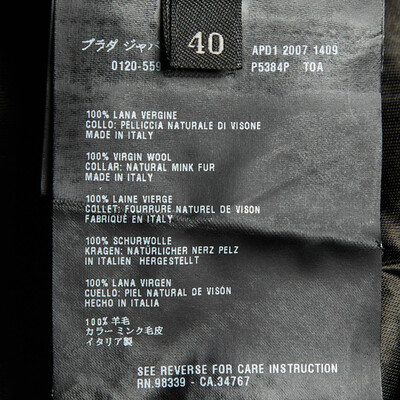 プラダ ジャパ
40
APD1 2007 1409
0120-559
P5384P TOA
100% LANA VERGINE
COLLO: PELLICCIA NATURALE DI VISONE
MADE IN ITALY
100% VIRGIN WOOL
COLLAR: NATURAL MINK FUR
MADE IN ITALY
100% LAINE VIERGE
COLLET: FOURRURE NATUREL DE VISON
FABRIQUÉ EN ITALY
100% SCHURWOLLE
KRAGEN: NATÜRLICHER NERZ PELZ
IN ITALIEN HERGESTELLT
100% LANA VIRGEN
CUELLO: PIEL NATURAL DE VISON
HECHO IN ITALIA
100% 羊毛
カラー ミンク毛皮
イタリア製
SEE REVERSE FOR CARE INSTRUCTION
RN.98339 - CA.34767